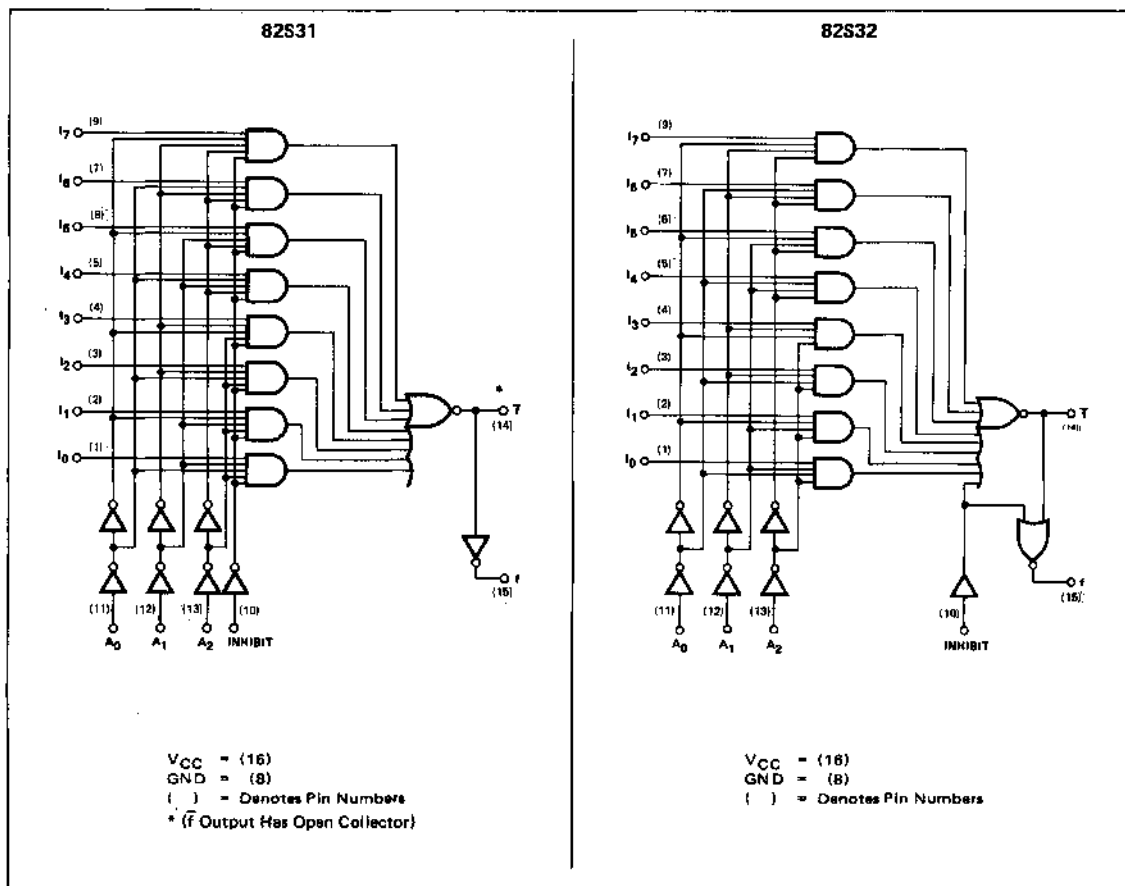 82S31
I7 (9)
I6 (7)
I5 (8)
I4 (5)
I3 (4)
I2 (3)
I1 (2)
I0 (1)
*
f̅
(14)
f
(15)
(11) (12) (13) (10)
A0 A1 A2 INHIBIT
VCC = (16)
GND = (8)
( ) = Denotes Pin Numbers
* (f̅ Output Has Open Collector)
82S32
I7 (9)
I6 (7)
I5 (6)
I4 (5)
I3 (4)
I2 (3)
I1 (2)
I0 (1)
f̅
f
(15)
(11) (12) (13) (10)
A0 A1 A2 INHIBIT
VCC = (16)
GND = (8)
( ) = Denotes Pin Numbers